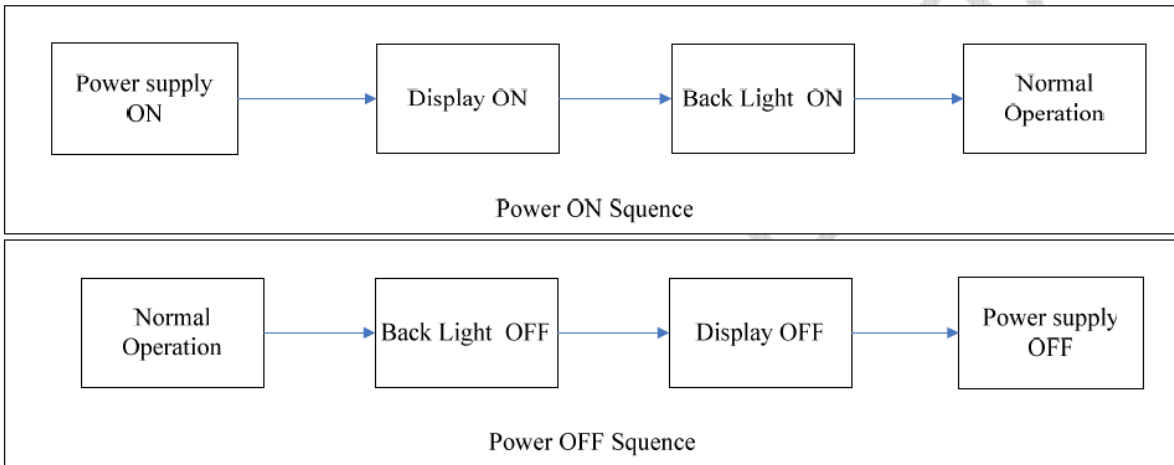 Power supply
ON
Display ON
Back Light ON
Normal
Operation
Power ON Squence
Normal
Operation
Back Light OFF
Display OFF
Power supply
OFF
Power OFF Squence